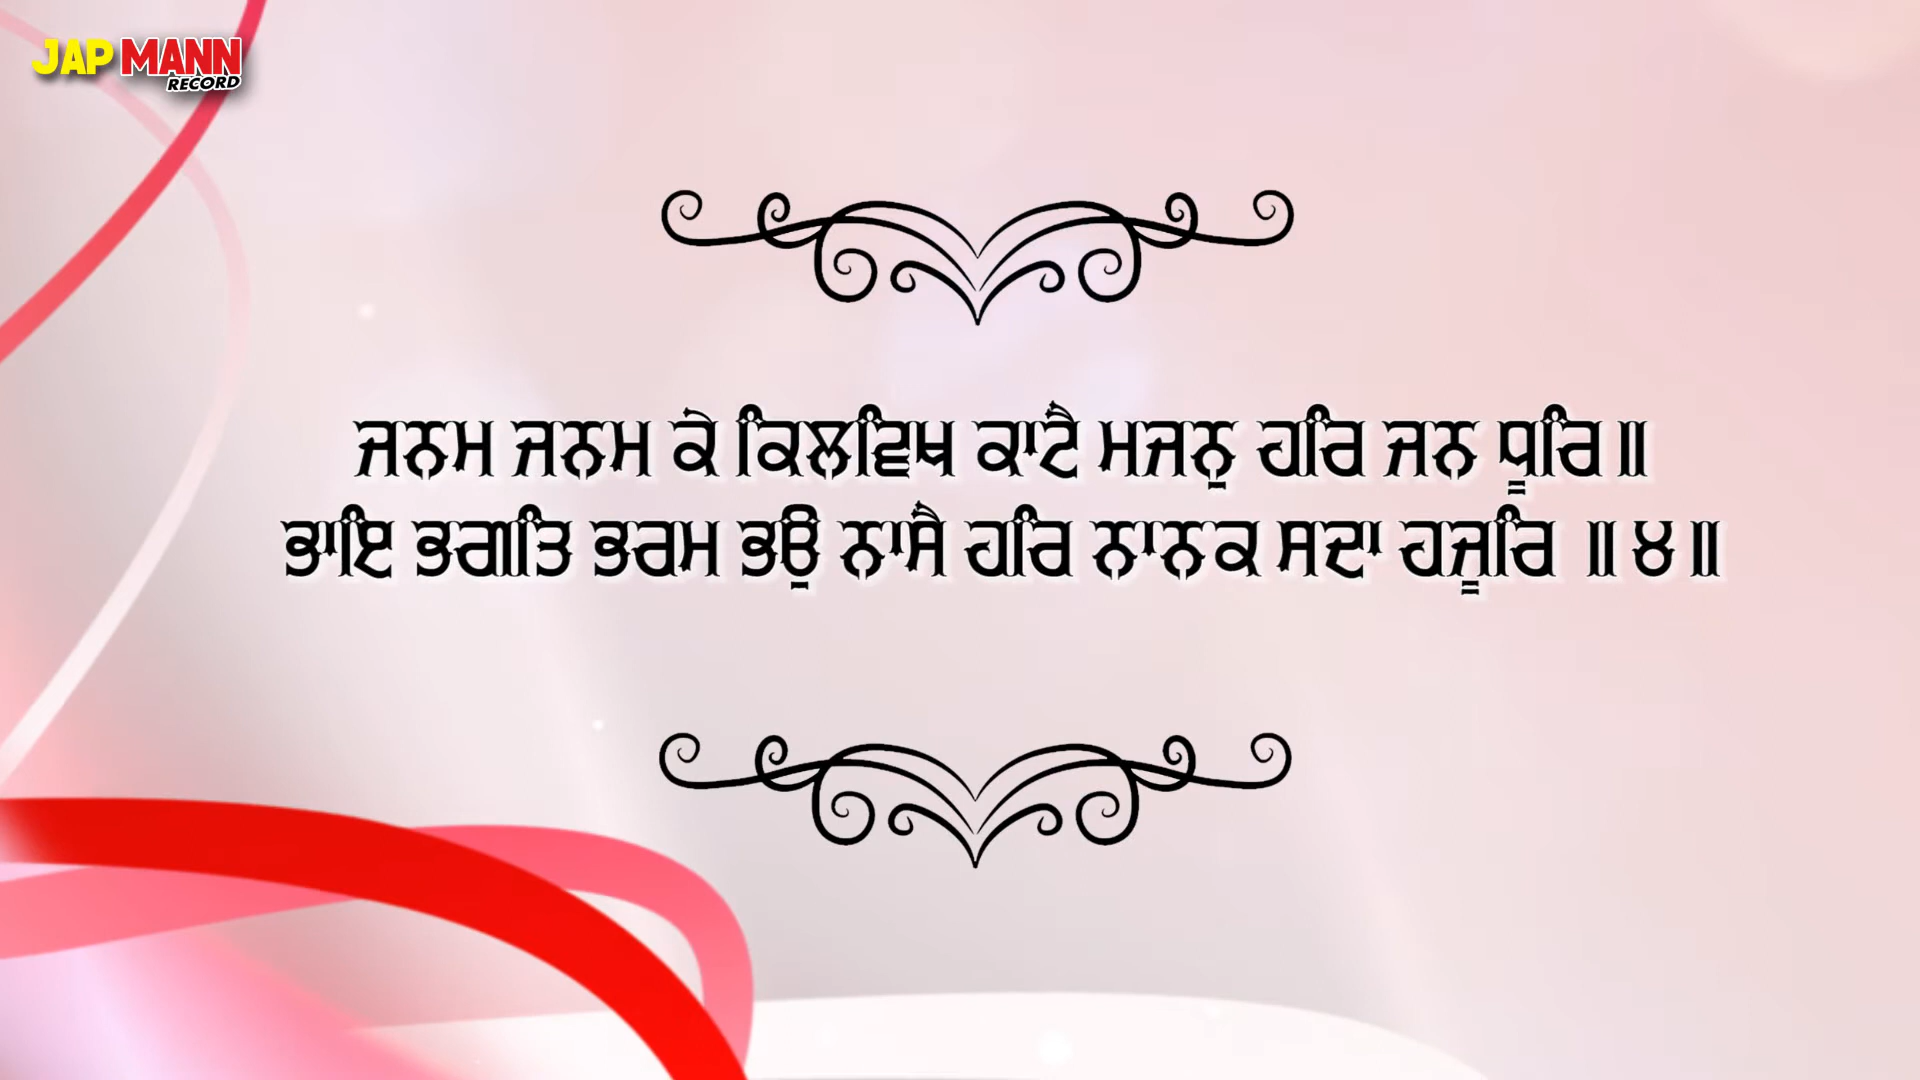 JAP MANN
RECORD
ਜਨਮ ਜਨਮ ਕੇ ਕਿਲਵਿਖ ਕਾਟੈ ਮਜਨੁ ਹਰਿ ਜਨ ਧੂਰਿ॥
ਭਾਇ ਭਗਤਿ ਭਰਮ ਭਉ ਨਾਸੈ ਹਰਿ ਨਾਨਕ ਸਦਾ ਹਜੂਰਿ ॥੪॥